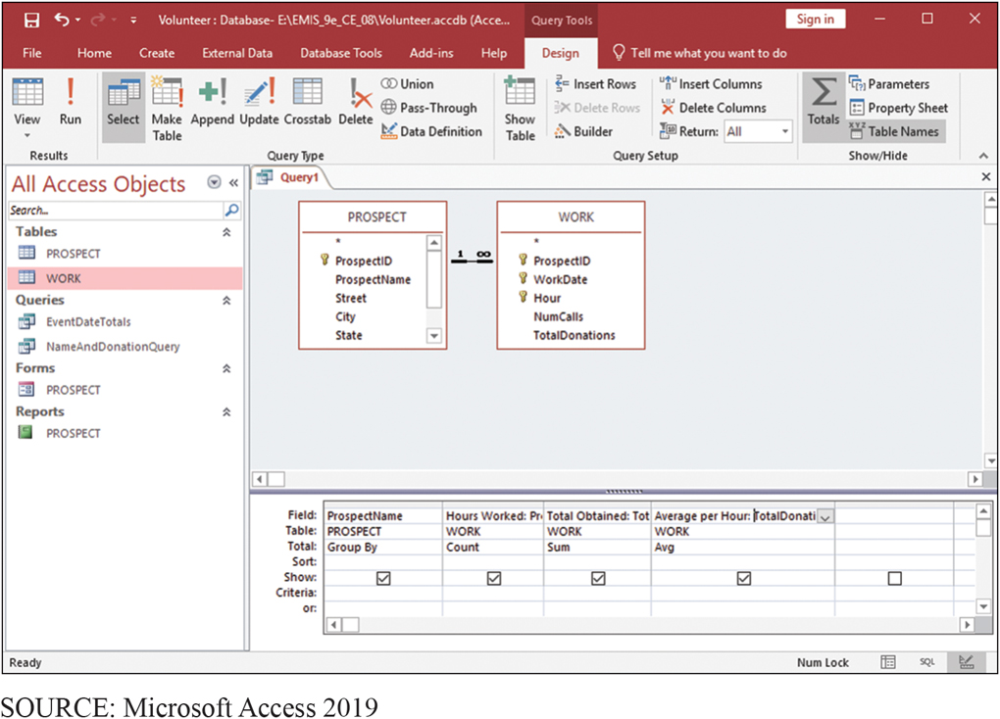 Volunteer : Database- E:\EMIS_9e_CE_08\Volunteer.accdb (Acce...
Query Tools
Sign in
File Home Create External Data Database Tools Add-ins Help Design Tell me what you want to do
View
Run
Select
Make Table
Append
Update
Crosstab
Delete
Union
Pass-Through
Data Definition
Show Table
Insert Rows
Delete Rows
Builder
Insert Columns
Delete Columns
Return: All
Totals
Parameters
Property Sheet
XYZ Table Names
Results
Query Type
Query Setup
Show/Hide
All Access Objects
Search...
Tables
PROSPECT
WORK
Queries
EventDateTotals
NameAndDonationQuery
Forms
PROSPECT
Reports
PROSPECT
Query1
PROSPECT
*
ProspectID
ProspectName
Street
City
State
1 ∞
WORK
*
ProspectID
WorkDate
Hour
NumCalls
TotalDonations
Field: ProspectName Hours Worked: Pr Total Obtained: Tot Average per Hour: TotalDonati
Table: PROSPECT WORK WORK WORK
Total: Group By Count Sum Avg
Sort:
Show:
Criteria:
or:
Ready
Num Lock
SQL
SOURCE: Microsoft Access 2019